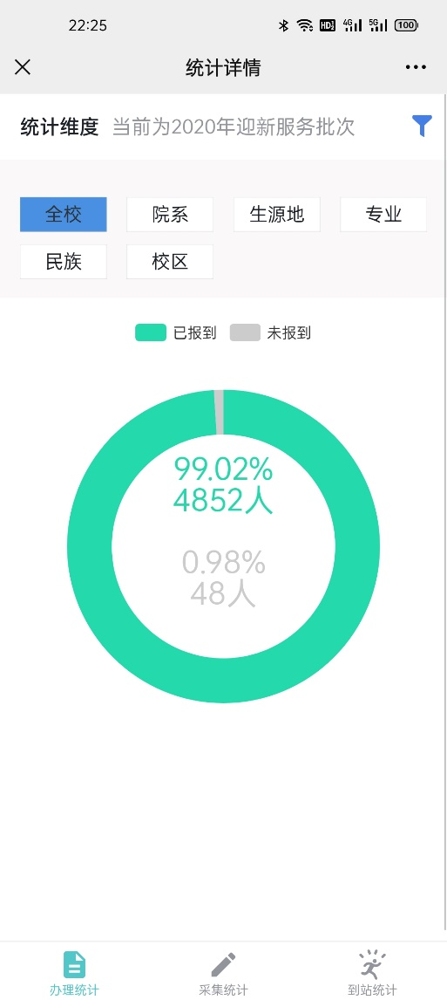 22:25
HD2 4G 5G 100
统计详情
统计维度 当前为2020年迎新服务批次
全校 院系 生源地 专业
民族 校区
已报到 未报到
99.02%
4852人
0.98%
48人
办理统计 采集统计 到站统计